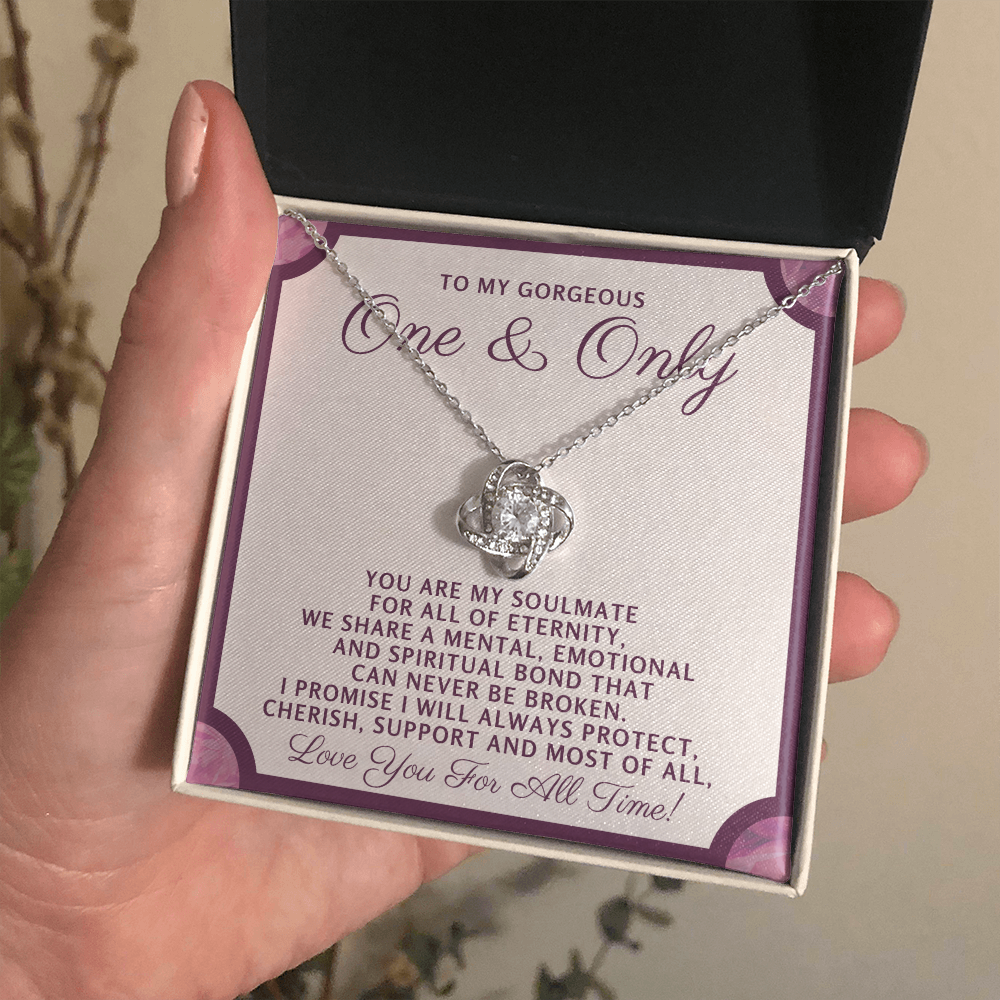 TO MY GORGEOUS
One & Only
YOU ARE MY SOULMATE
FOR ALL OF ETERNITY,
WE SHARE A MENTAL, EMOTIONAL
AND SPIRITUAL BOND THAT
CAN NEVER BE BROKEN.
I PROMISE I WILL ALWAYS PROTECT,
CHERISH, SUPPORT AND MOST OF ALL,
Love You For All Time!